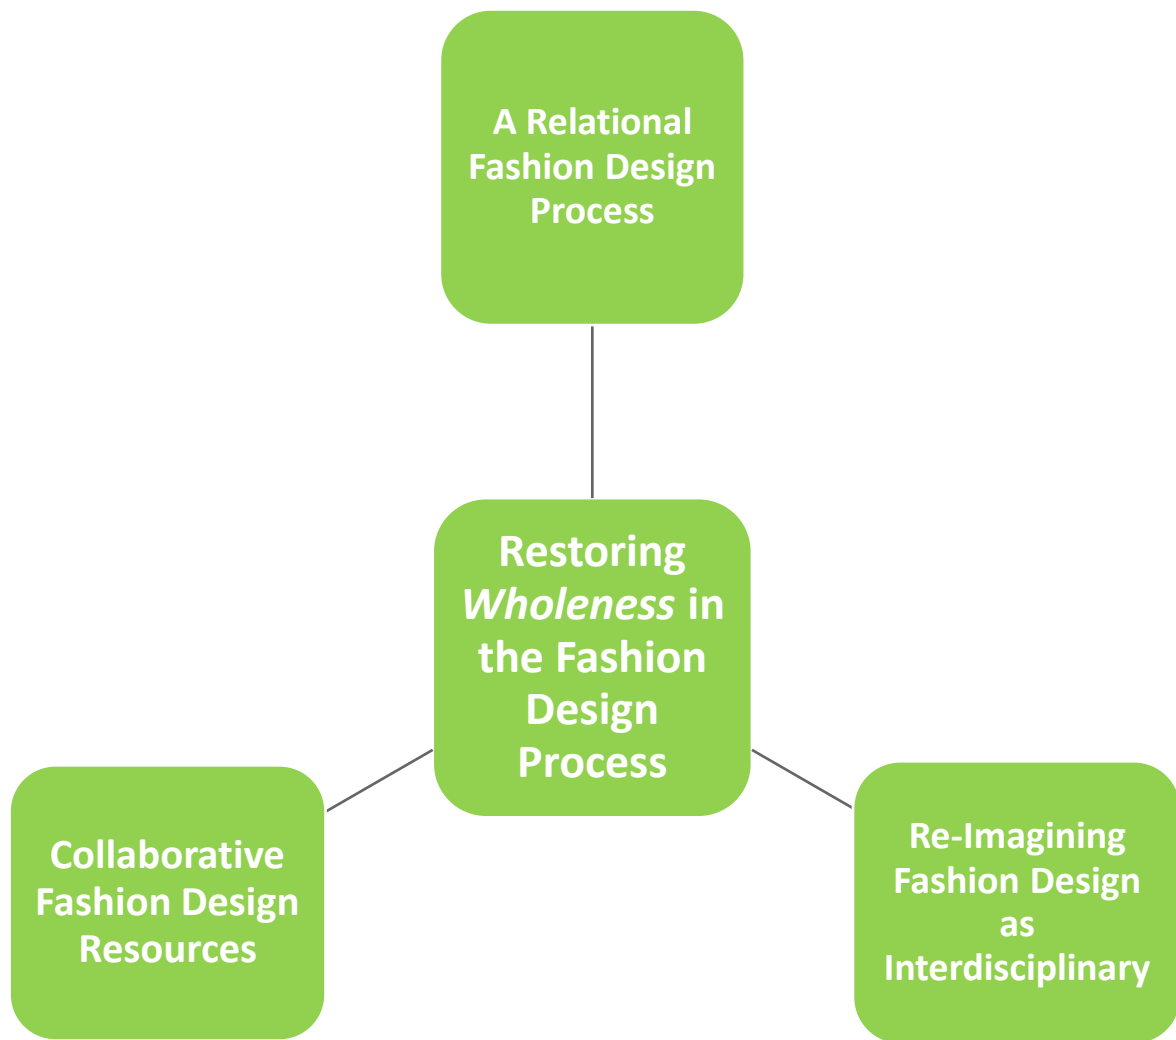 A Relational
Fashion Design
Process
Restoring
Wholeness in
the Fashion
Design
Process
Collaborative
Fashion Design
Resources
Re-Imagining
Fashion Design
as
Interdisciplinary